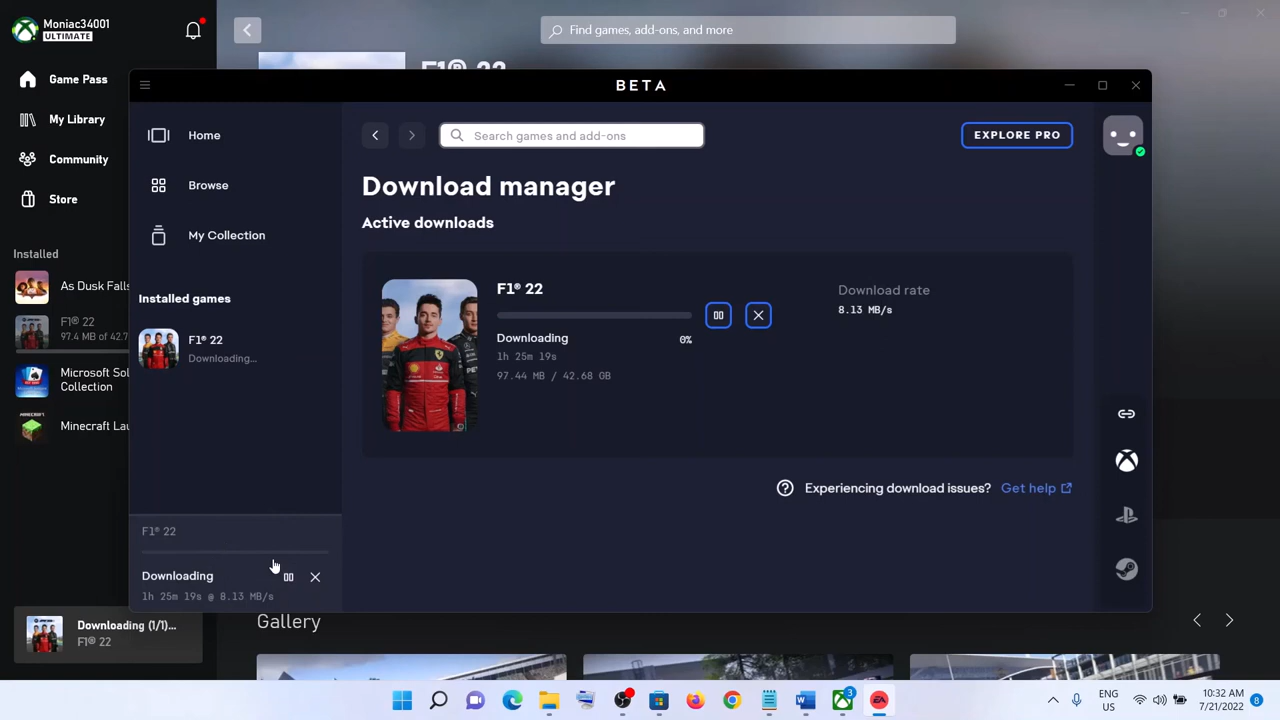 Moniac34001
ULTIMATE
Find games, add-ons, and more
Game Pass
My Library
Community
Store
Installed
As Dusk Falls
F1® 22
97.4 MB of 42.7
Microsoft Sol
Collection
Minecraft Lau
Downloading (1/1)...
F1® 22
F1® 22
BETA
Home
Browse
My Collection
Installed games
F1® 22
Downloading...
F1® 22
Downloading
1h 25m 19s @ 8.13 MB/s
Search games and add-ons
EXPLORE PRO
Download manager
Active downloads
F1® 22
Downloading
0%
1h 25m 19s
97.44 MB / 42.68 GB
Download rate
8.13 MB/s
Experiencing download issues? Get help
Gallery
3
ENG
US
10:32 AM
7/21/2022
8